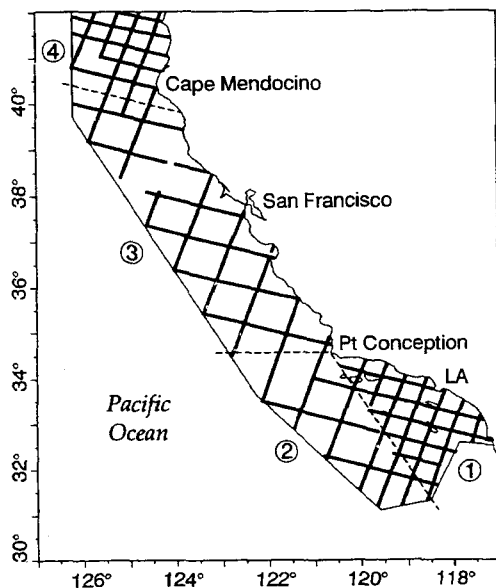 ④
Cape Mendocino
40°
San Francisco
38°
③
36°
Pt Conception
34°
LA
Pacific
Ocean
②
①
32°
30°
126° 124° 122° 120° 118°